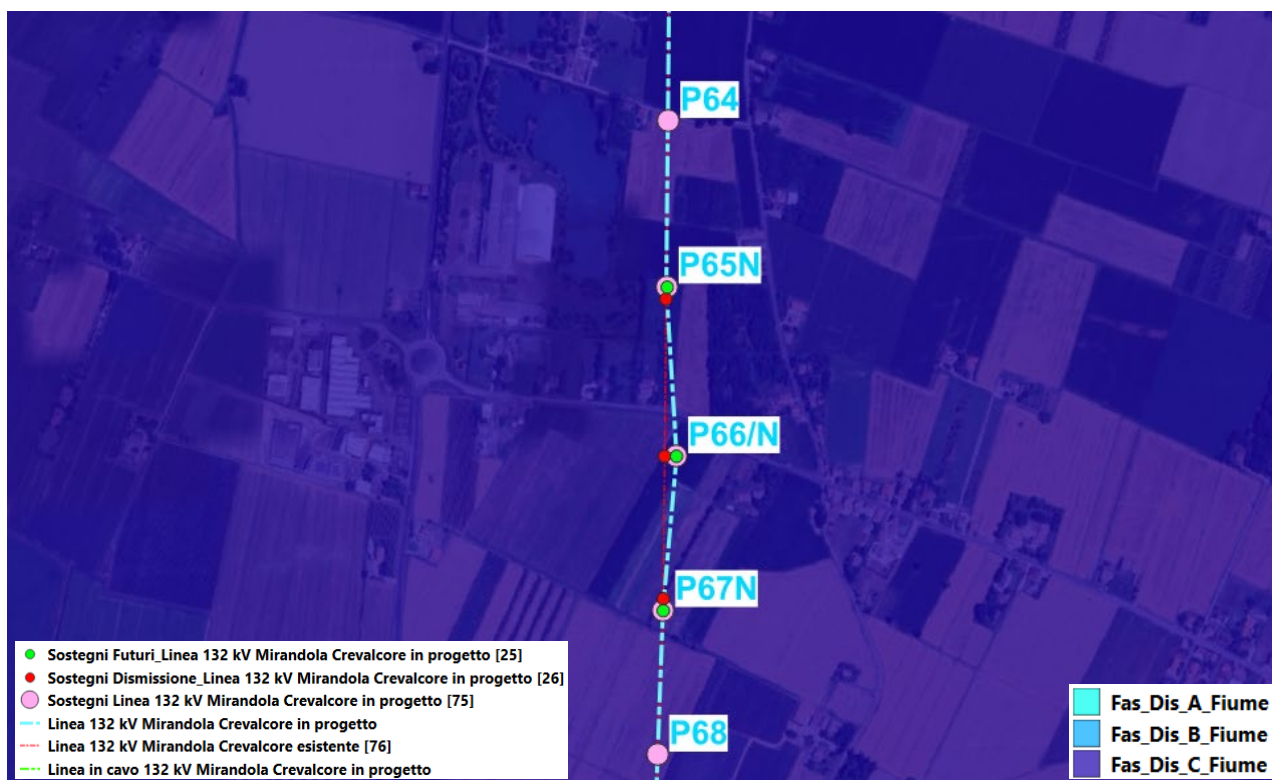 P64
P65N
P66/N
P67N
P68
Sostegni Futuri_Linea 132 kV Mirandola Crevalcore in progetto [25]
Sostegni Dismissione_Linea 132 kV Mirandola Crevalcore in progetto [26]
Sostegni Linea 132 kV Mirandola Crevalcore in progetto [75]
Linea 132 kV Mirandola Crevalcore in progetto
Linea 132 kV Mirandola Crevalcore esistente [76]
Linea in cavo 132 kV Mirandola Crevalcore in progetto
Fas_Dis_A_Fiume
Fas_Dis_B_Fiume
Fas_Dis_C_Fiume